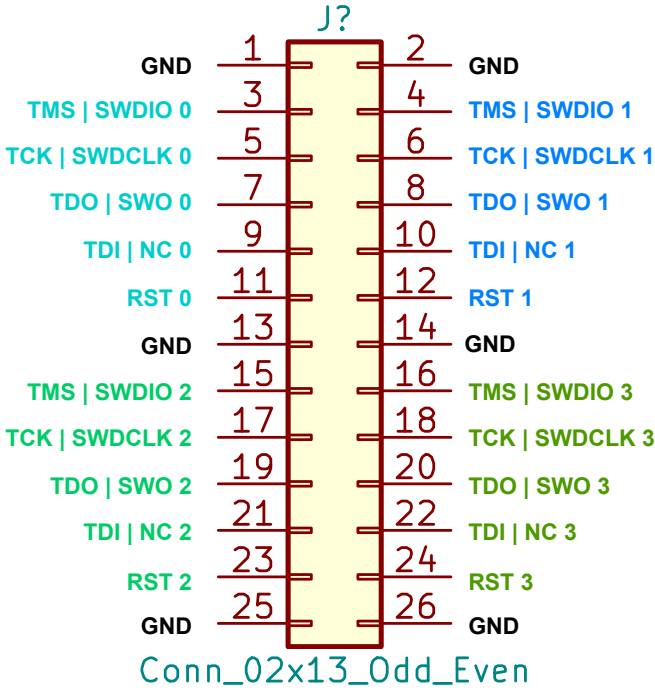 J?
GND 1 2 GND
TMS | SWDIO 0 3 4 TMS | SWDIO 1
TCK | SWDCLK 0 5 6 TCK | SWDCLK 1
TDO | SWO 0 7 8 TDO | SWO 1
TDI | NC 0 9 10 TDI | NC 1
RST 0 11 12 RST 1
GND 13 14 GND
TMS | SWDIO 2 15 16 TMS | SWDIO 3
TCK | SWDCLK 2 17 18 TCK | SWDCLK 3
TDO | SWO 2 19 20 TDO | SWO 3
TDI | NC 2 21 22 TDI | NC 3
RST 2 23 24 RST 3
GND 25 26 GND
Conn_02x13_Odd_Even